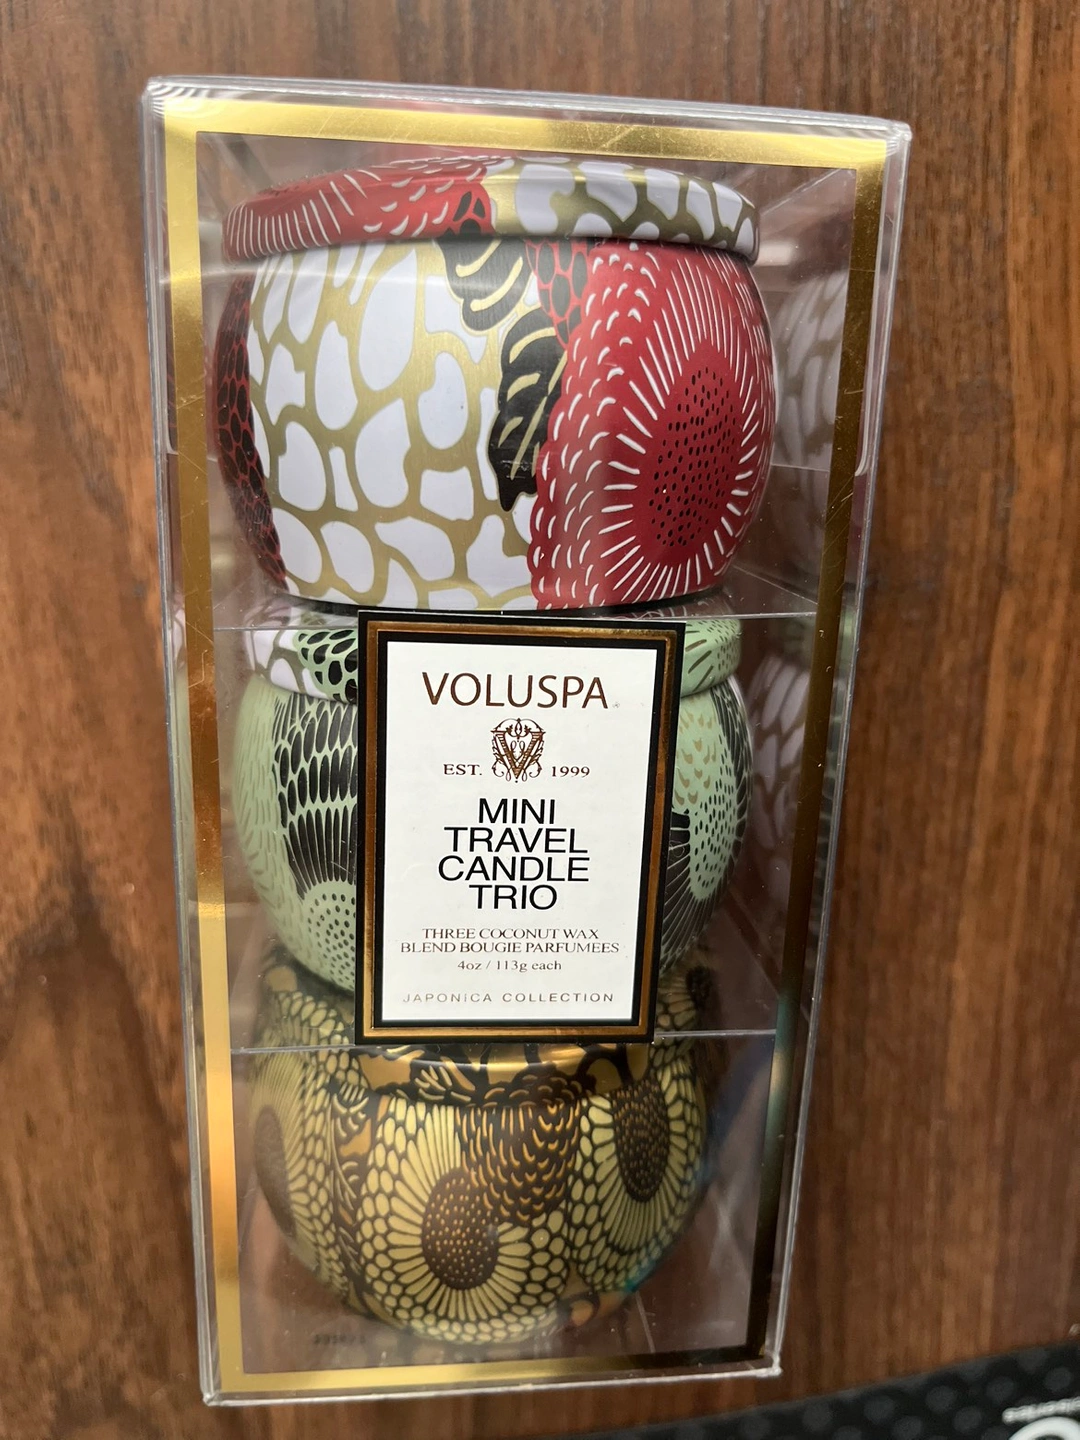 VOLUSPA
EST. 1999
MINI
TRAVEL
CANDLE
TRIO
THREE COCONUT WAX
BLEND BOUGIE PARFUMEES
4oz / 113g each
JAPONICA COLLECTION